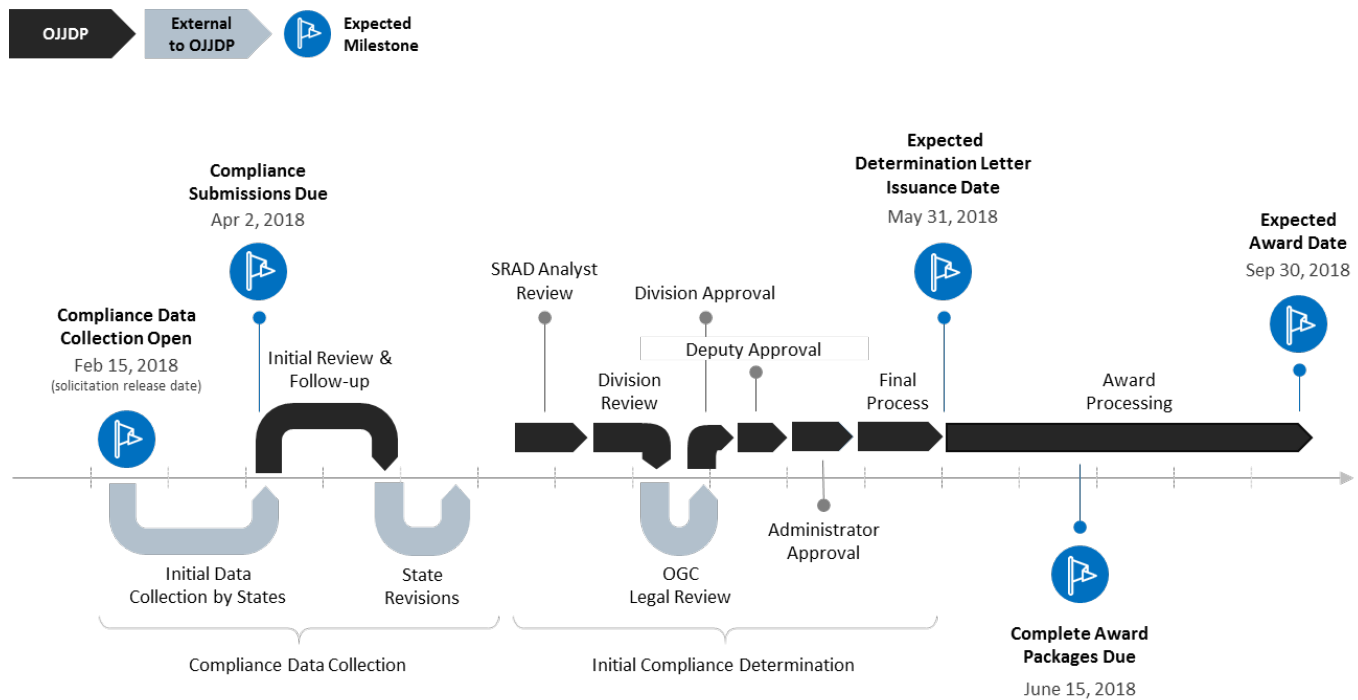 OJJDP
External
to OJJDP
Expected
Milestone
Compliance Data
Collection Open
Feb 15, 2018
(solicitation release date)
Compliance
Submissions Due
Apr 2, 2018
Initial Review &
Follow-up
SRAD Analyst
Review
Division
Review
Division Approval
Deputy Approval
Final
Process
Expected
Determination Letter
Issuance Date
May 31, 2018
Award
Processing
Expected
Award Date
Sep 30, 2018
Initial Data
Collection by States
State
Revisions
OGC
Legal Review
Administrator
Approval
Complete Award
Packages Due
June 15, 2018
Compliance Data Collection
Initial Compliance Determination